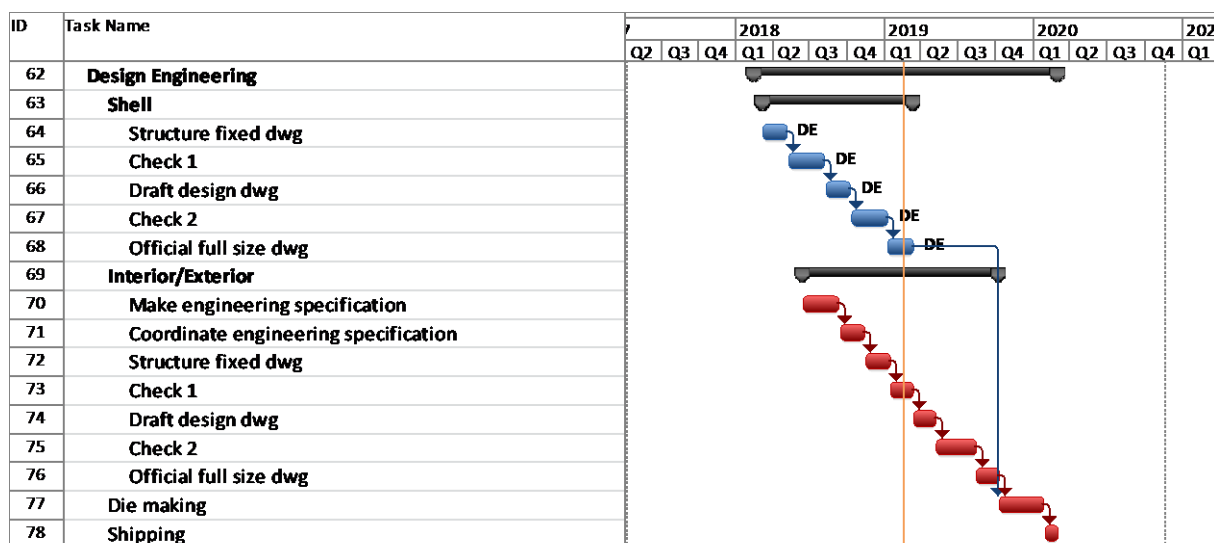 ID Task Name 7 2018 2019 2020 202
Q2 Q3 Q4 Q1 Q2 Q3 Q4 Q1 Q2 Q3 Q4 Q1 Q2 Q3 Q4 Q1
62 Design Engineering
63 Shell
64 Structure fixed dwg DE
65 Check 1 DE
66 Draft design dwg DE
67 Check 2 DE
68 Official full size dwg DE
69 Interior/Exterior
70 Make engineering specification
71 Coordinate engineering specification
72 Structure fixed dwg
73 Check 1
74 Draft design dwg
75 Check 2
76 Official full size dwg
77 Die making
78 Shipping